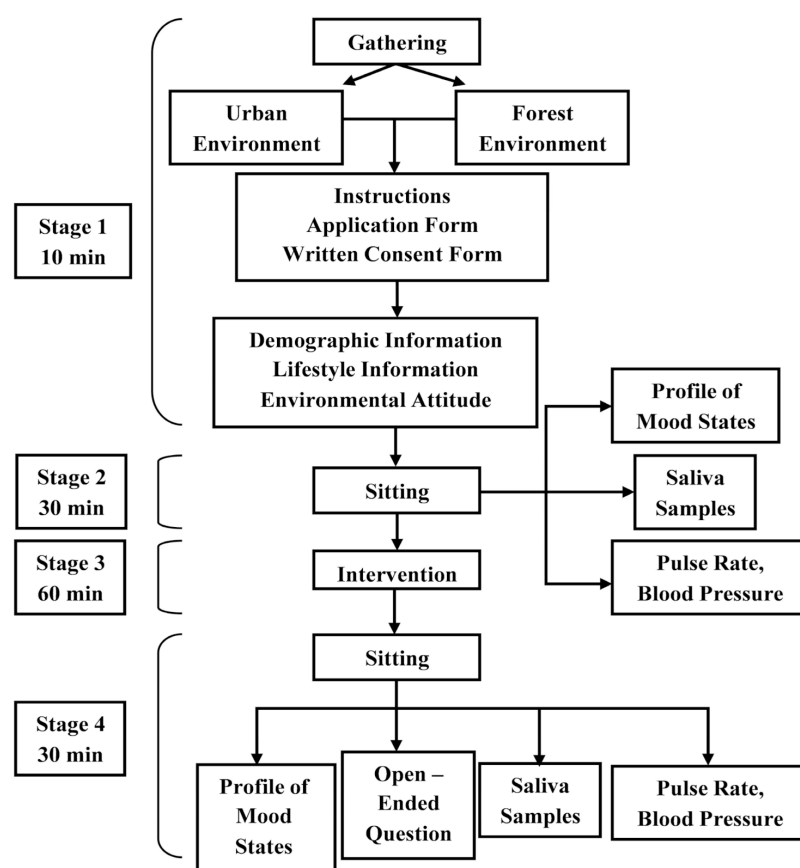 Gathering
Urban
Environment
Forest
Environment
Instructions
Application Form
Written Consent Form
Stage 1
10 min
Demographic Information
Lifestyle Information
Environmental Attitude
Profile of
Mood States
Stage 2
30 min
Sitting
Saliva
Samples
Stage 3
60 min
Intervention
Pulse Rate,
Blood Pressure
Sitting
Stage 4
30 min
Profile of
Mood
States
Open –
Ended
Question
Saliva
Samples
Pulse Rate,
Blood Pressure